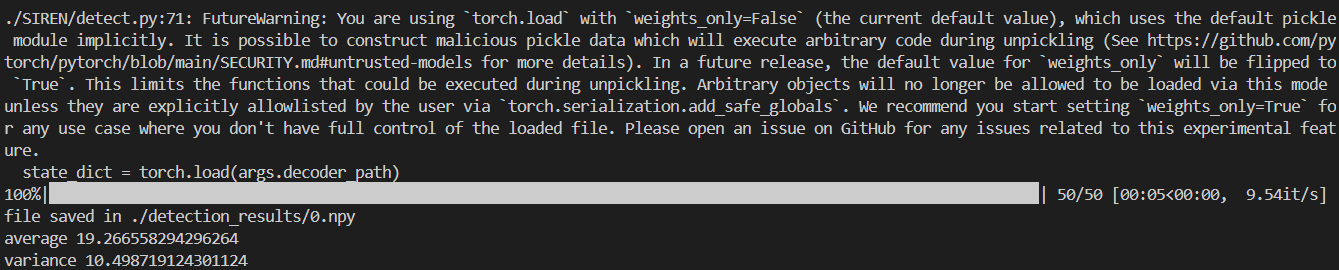 ./SIREN/detect.py:71: FutureWarning: You are using `torch.load` with `weights_only=False` (the current default value), which uses the default pickle
 module implicitly. It is possible to construct malicious pickle data which will execute arbitrary code during unpickling (See https://github.com/py
torch/pytorch/blob/main/SECURITY.md#untrusted-models for more details). In a future release, the default value for `weights_only` will be flipped to
 `True`. This limits the functions that could be executed during unpickling. Arbitrary objects will no longer be allowed to be loaded via this mode
unless they are explicitly allowlisted by the user via `torch.serialization.add_safe_globals`. We recommend you start setting `weights_only=True` fo
r any use case where you don't have full control of the loaded file. Please open an issue on GitHub for any issues related to this experimental feat
ure.
  state_dict = torch.load(args.decoder_path)
100%|| 50/50 [00:05<00:00,  9.54it/s]
file saved in ./detection_results/0.npy
average 19.266558294296264
variance 10.498719124301124